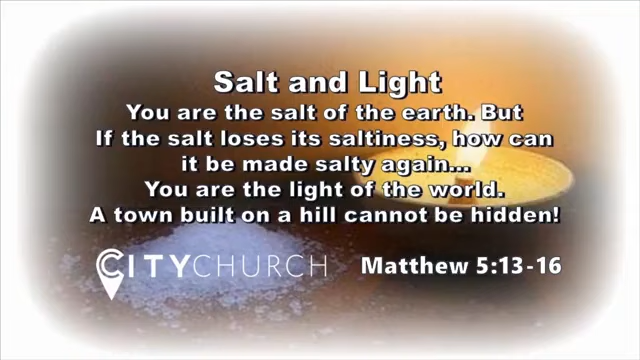 Salt and Light
You are the salt of the earth. But
If the salt loses its saltiness, how can
it be made salty again...
You are the light of the world.
A town built on a hill cannot be hidden!
CITYCHURCH
Matthew 5:13-16